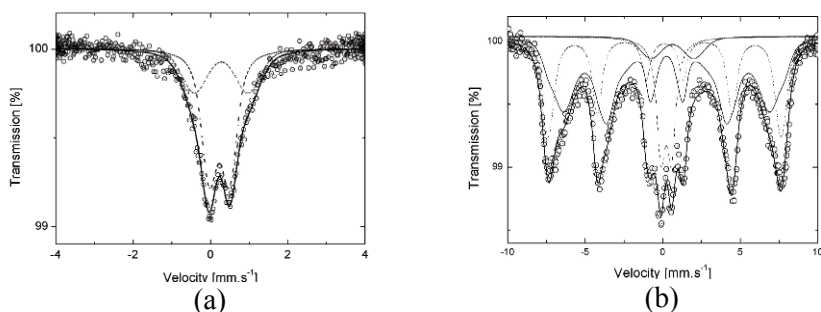 100
99
Transmission [%]
-4 -2 0 2 4
Velocity [mm.s-1]
(a)
100
99
Transmission [%]
-10 -5 0 5 10
Velocity [mm.s-1]
(b)